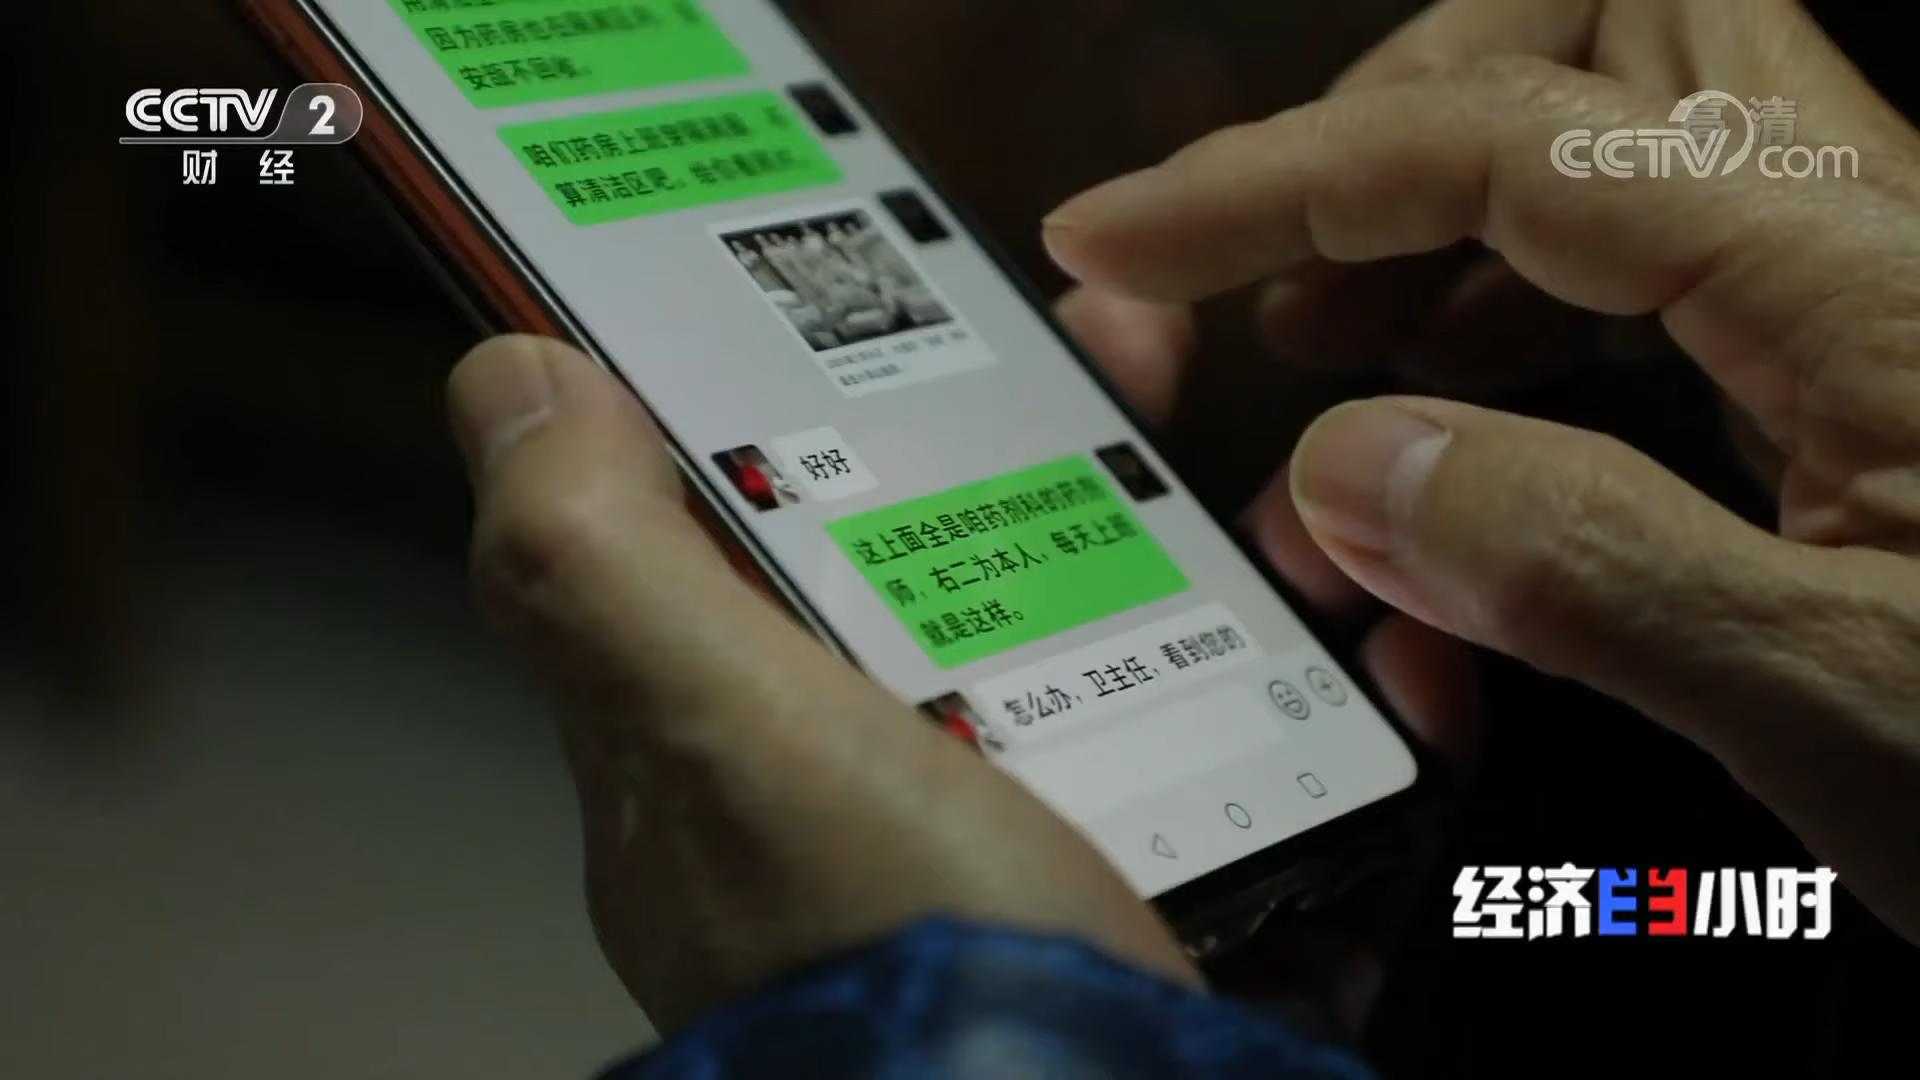 CCTV 2
财经
高清
CCTV com
因为药房也在隔离区内，
安瓿不回收。
咱们药房上班穿隔离服，不
算清洁区吧，给你看照片。
好好
这上面全是咱药剂科的药剂
师，右二为本人，每天上班
就是这样。
怎么办，卫主任，看到您的
经济半小时